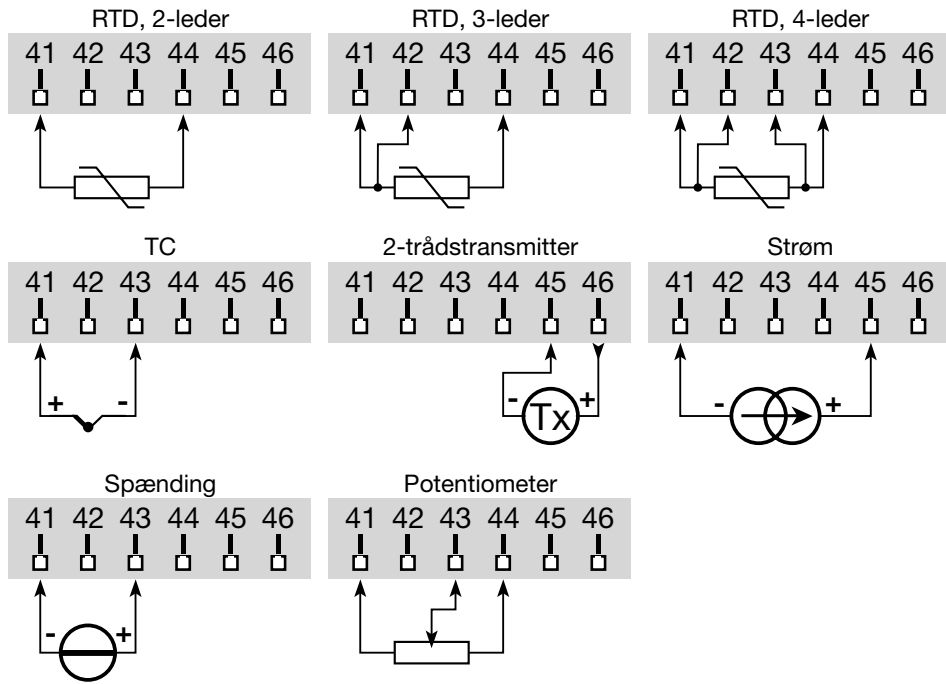 RTD, 2-leder
41 42 43 44 45 46
RTD, 3-leder
41 42 43 44 45 46
RTD, 4-leder
41 42 43 44 45 46
TC
41 42 43 44 45 46
+ -
2-trådstransmitter
41 42 43 44 45 46
- Tx +
Strøm
41 42 43 44 45 46
- +
Spænding
41 42 43 44 45 46
- +
Potentiometer
41 42 43 44 45 46